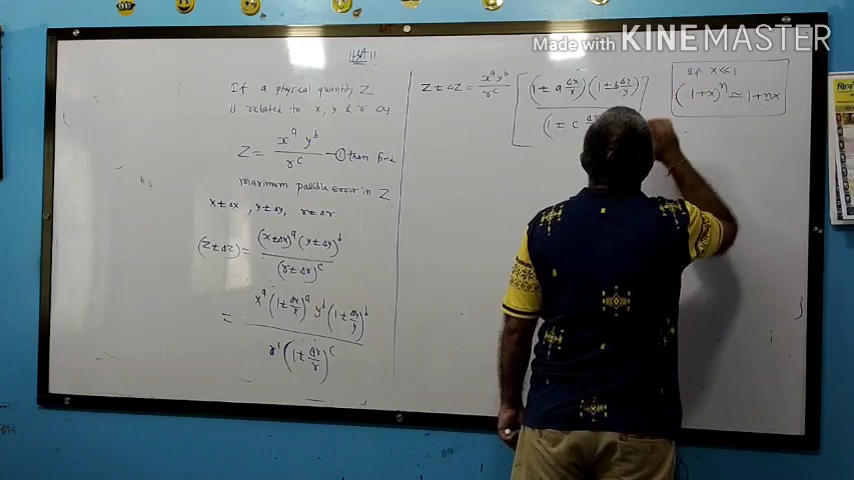 Made with KINEMASTER
If a physical quantity Z
is related to x, y & r as
Z = x^a y^b / r^c — ① then find
maximum possible error in Z
x ± Δx, y ± Δy, r ± Δr
(Z ± ΔZ) = (x ± Δx)^a (y ± Δy)^b / (r ± Δr)^c
= x^a (1 ± Δx/x)^a y^b (1 ± Δy/y)^b / r^c (1 ± Δr/r)^c
Z ± ΔZ = x^a y^b / r^c [ (1 ± a Δx/x) (1 ± b Δy/y) / (1 ± c
if x << 1
(1 + x)^n ≃ 1 + nx